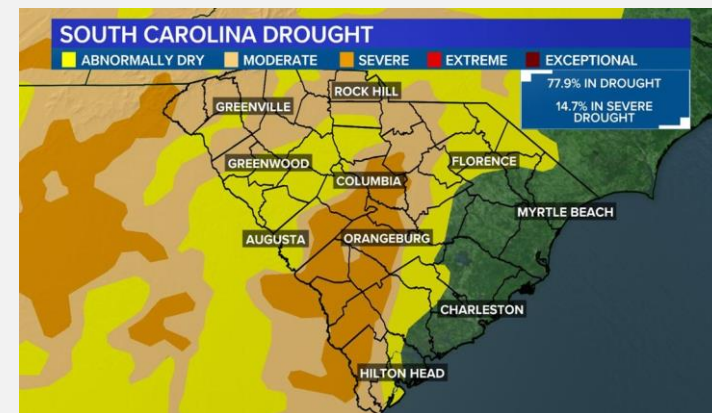 SOUTH CAROLINA DROUGHT
ABNORMALLY DRY MODERATE SEVERE EXTREME EXCEPTIONAL
77.9% IN DROUGHT
14.7% IN SEVERE
DROUGHT
ROCK HILL
GREENVILLE
GREENWOOD
FLORENCE
COLUMBIA
MYRTLE BEACH
AUGUSTA
ORANGEBURG
CHARLESTON
HILTON HEAD